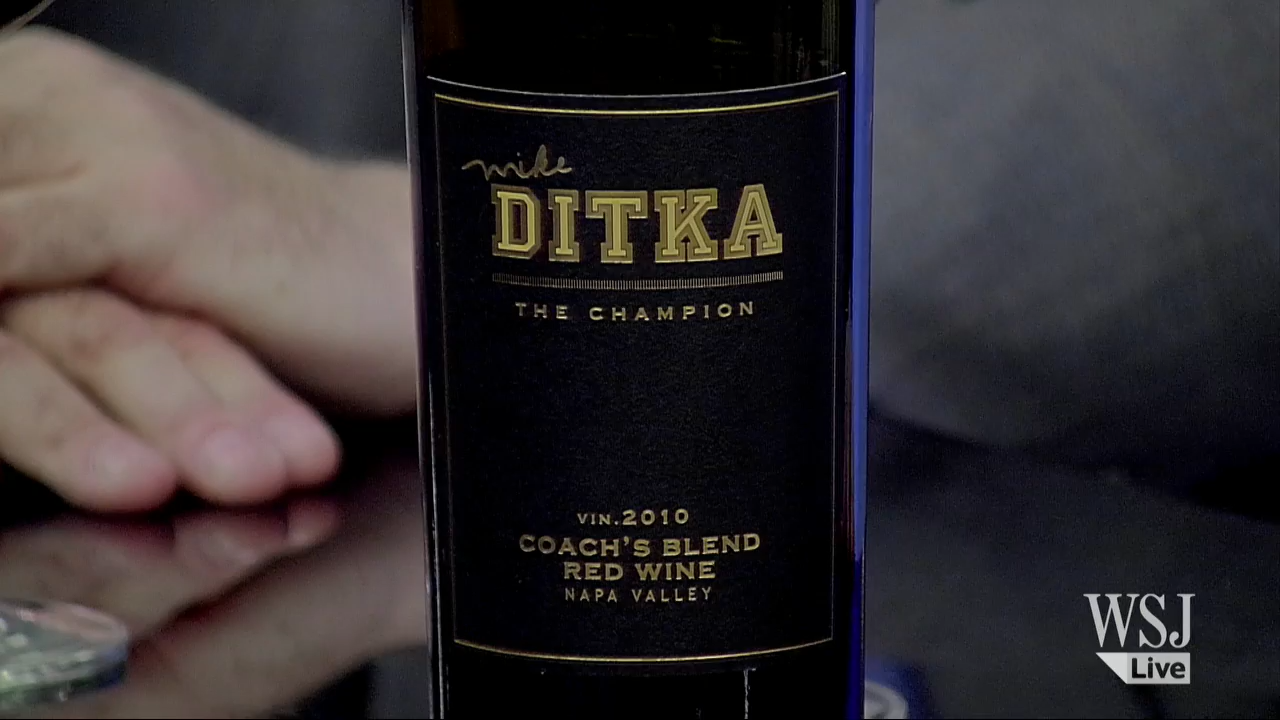 mike
DITKA
THE CHAMPION
VIN.2010
COACH'S BLEND
RED WINE
NAPA VALLEY
WSJ
Live